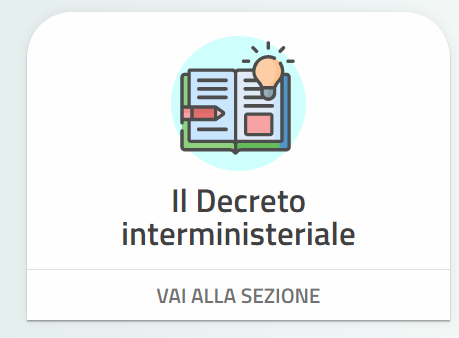 Il Decreto
interministeriale
VAI ALLA SEZIONE